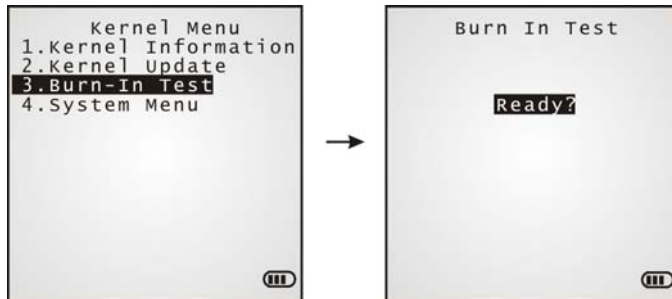 Kernel Menu
1.Kernel Information
2.Kernel Update
3.Burn-In Test
4.System Menu
Burn In Test
Ready?